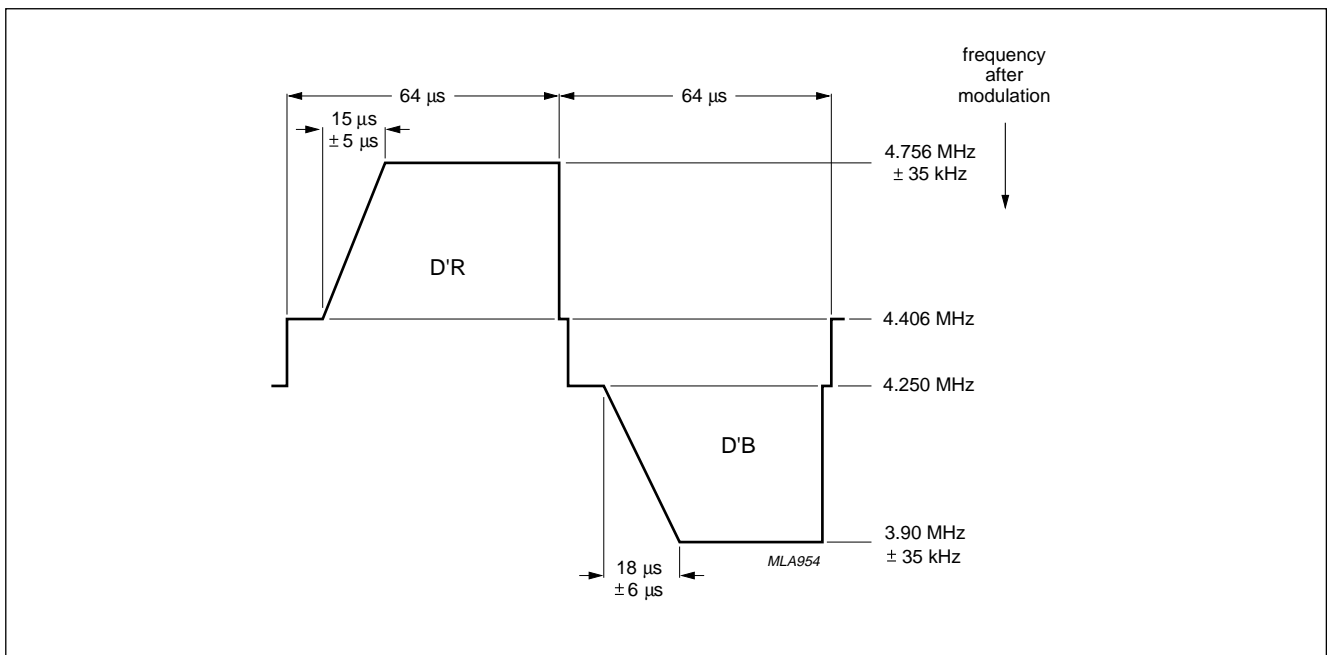 frequency
after
modulation
64 µs
64 µs
15 µs
± 5 µs
4.756 MHz
± 35 kHz
D'R
4.406 MHz
4.250 MHz
D'B
3.90 MHz
± 35 kHz
MLA954
18 µs
± 6 µs